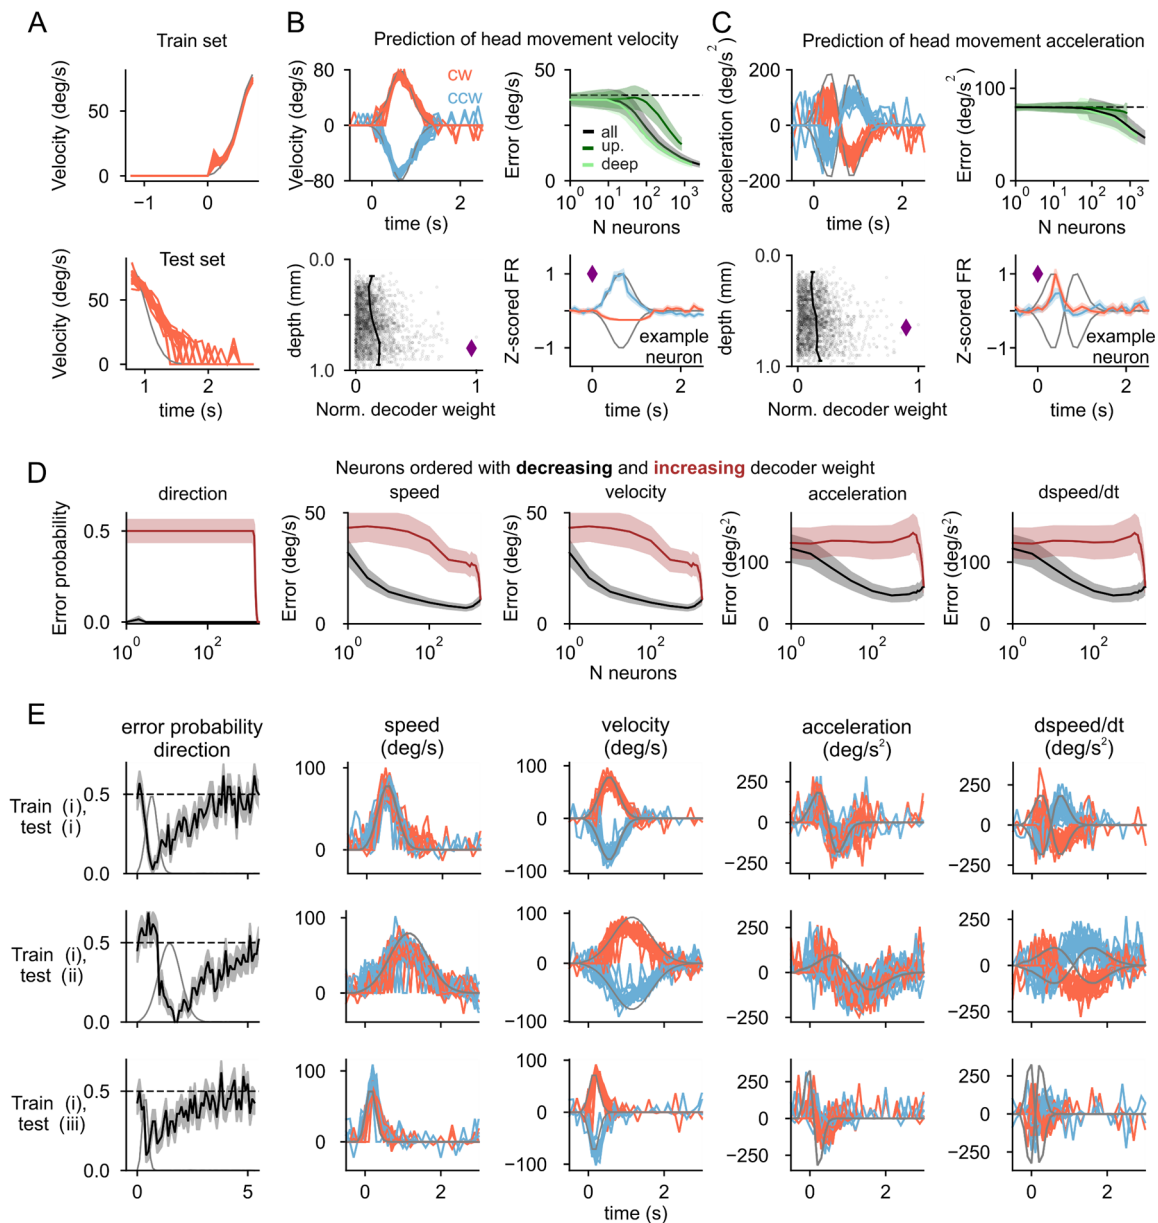 A
Train set
Velocity (deg/s)
50
0
−1
0
Test set
Velocity (deg/s)
50
0
1
2
time (s)
B
Prediction of head movement velocity
Velocity (deg/s)
80
0
−80
CW
CCW
0
2
time (s)
Error (deg/s)
50
0
all
up.
deep
10^0
10^1
10^2
10^3
N neurons
depth (mm)
0.0
1.0
0
1
Norm. decoder weight
Z-scored FR
1
0
−1
example
neuron
0
2
time (s)
C
Prediction of head movement acceleration
acceleration (deg/s^2)
200
0
−200
0
2
time (s)
Error (deg/s^2)
100
0
10^0
10^1
10^2
10^3
N neurons
depth (mm)
0.0
1.0
0
1
Norm. decoder weight
Z-scored FR
1
0
−1
example
neuron
0
2
time (s)
D
Neurons ordered with decreasing and increasing decoder weight
direction
Error probability
0.5
0.0
10^0
10^2
speed
Error (deg/s)
50
0
10^0
10^2
velocity
Error (deg/s)
50
0
10^0
10^2
acceleration
Error (deg/s^2)
100
0
10^0
10^2
dspeed/dt
Error (deg/s^2)
100
0
10^0
10^2
N neurons
E
error probability
direction
speed
(deg/s)
velocity
(deg/s)
acceleration
(deg/s^2)
dspeed/dt
(deg/s^2)
Train (i),
test (i)
0.5
0.0
100
0
100
0
−100
250
0
−250
250
0
−250
Train (i),
test (ii)
0.5
0.0
100
0
100
0
−100
250
0
−250
250
0
−250
Train (i),
test (iii)
0.5
0.0
100
0
100
0
−100
250
0
−250
250
0
−250
0
5
0
2
0
2
0
2
0
2
time (s)